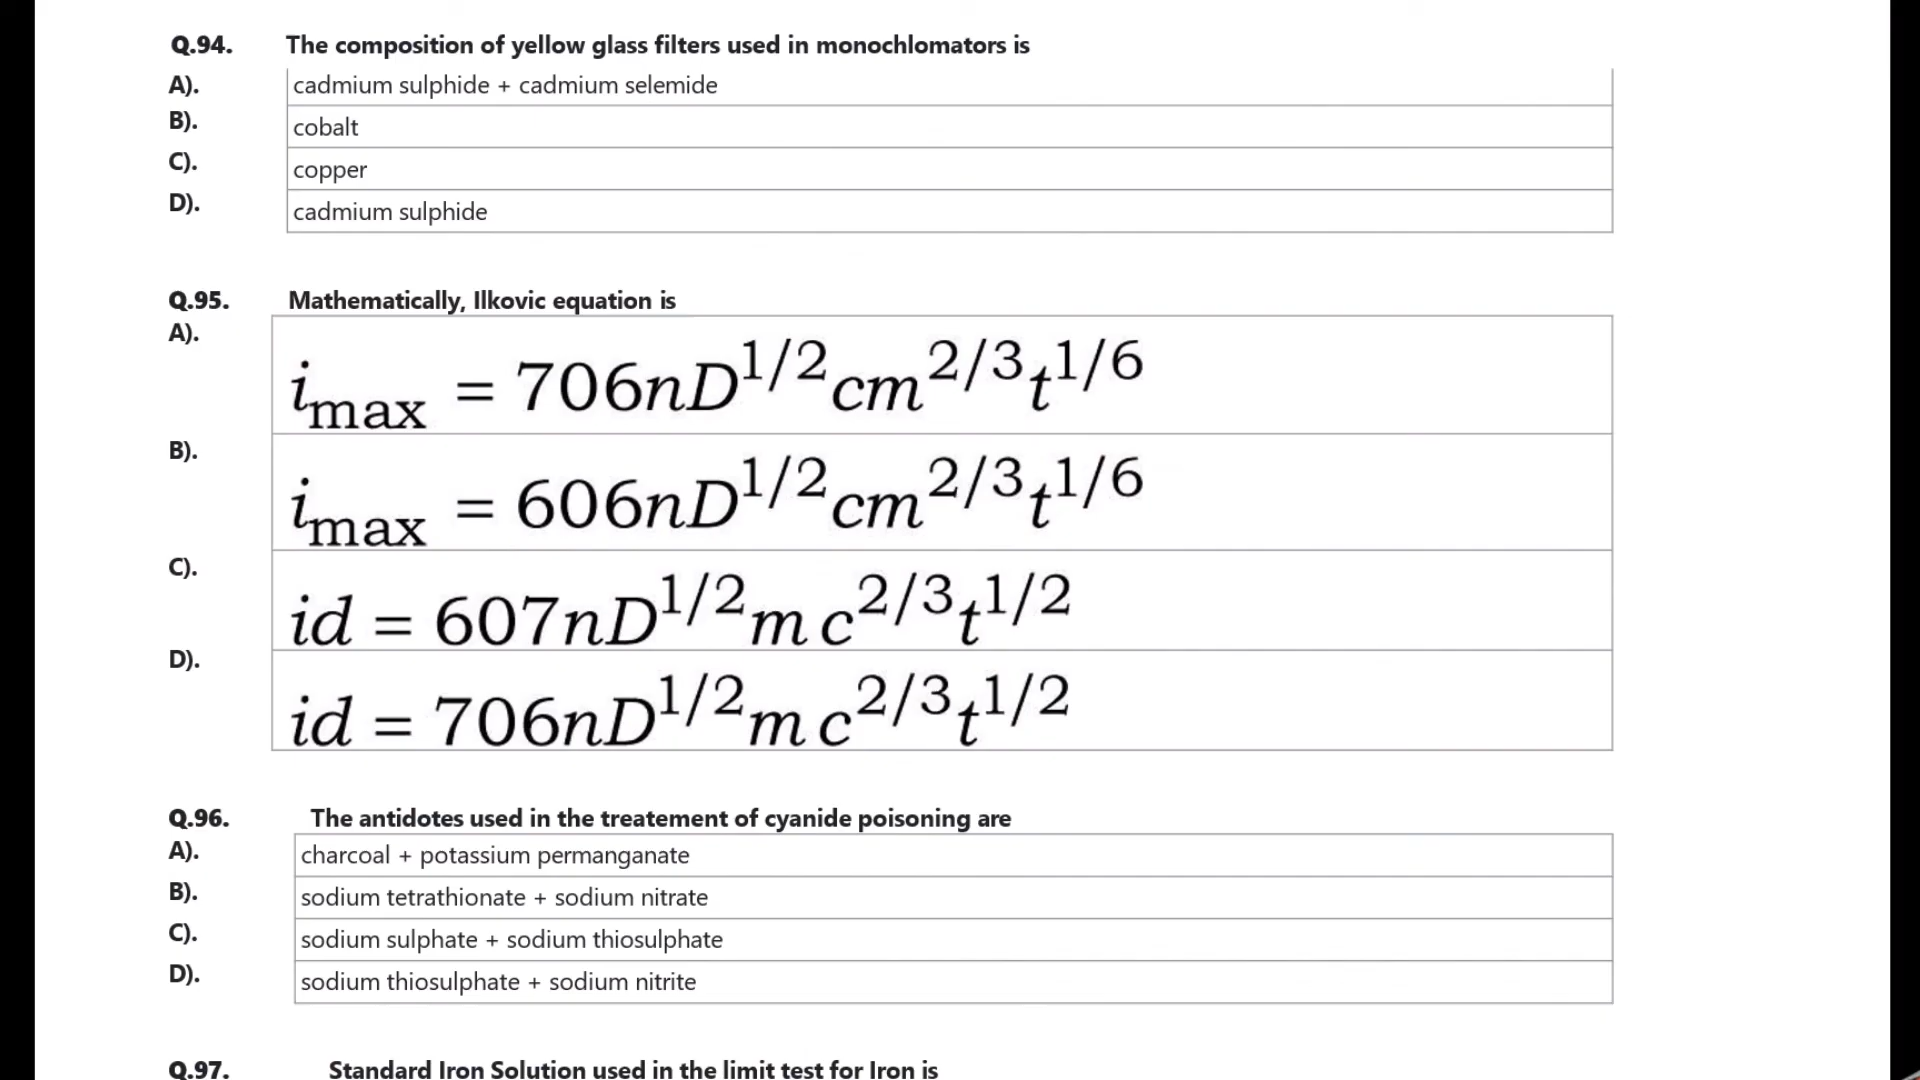 Q.94. The composition of yellow glass filters used in monochlomators is
A). cadmium sulphide + cadmium selemide
B). cobalt
C). copper
D). cadmium sulphide
Q.95. Mathematically, Ilkovic equation is
A). i_max = 706nD^1/2 cm^2/3 t^1/6
B). i_max = 606nD^1/2 cm^2/3 t^1/6
C). id = 607nD^1/2 m c^2/3 t^1/2
D). id = 706nD^1/2 m c^2/3 t^1/2
Q.96. The antidotes used in the treatement of cyanide poisoning are
A). charcoal + potassium permanganate
B). sodium tetrathionate + sodium nitrate
C). sodium sulphate + sodium thiosulphate
D). sodium thiosulphate + sodium nitrite
Q.97. Standard Iron Solution used in the limit test for Iron is